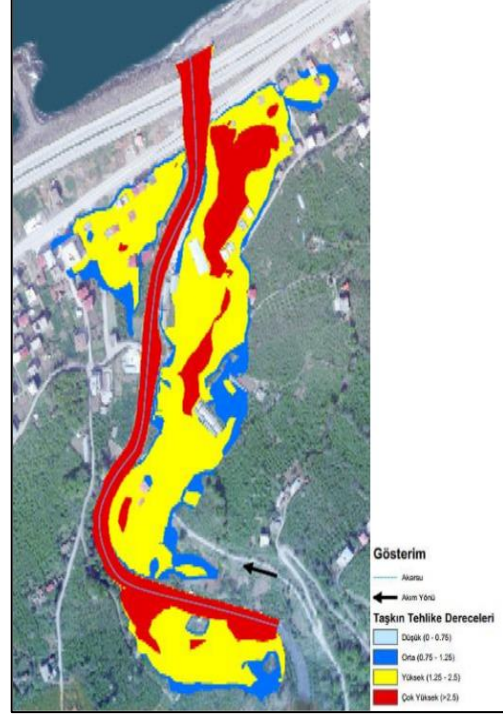 Gösterim
Akarsu
Akım Yönü
Taşkın Tehlike Dereceleri
Düşük (0 - 0.75)
Orta (0.75 - 1.25)
Yüksek (1.25 - 2.5)
Çok Yüksek (>2.5)